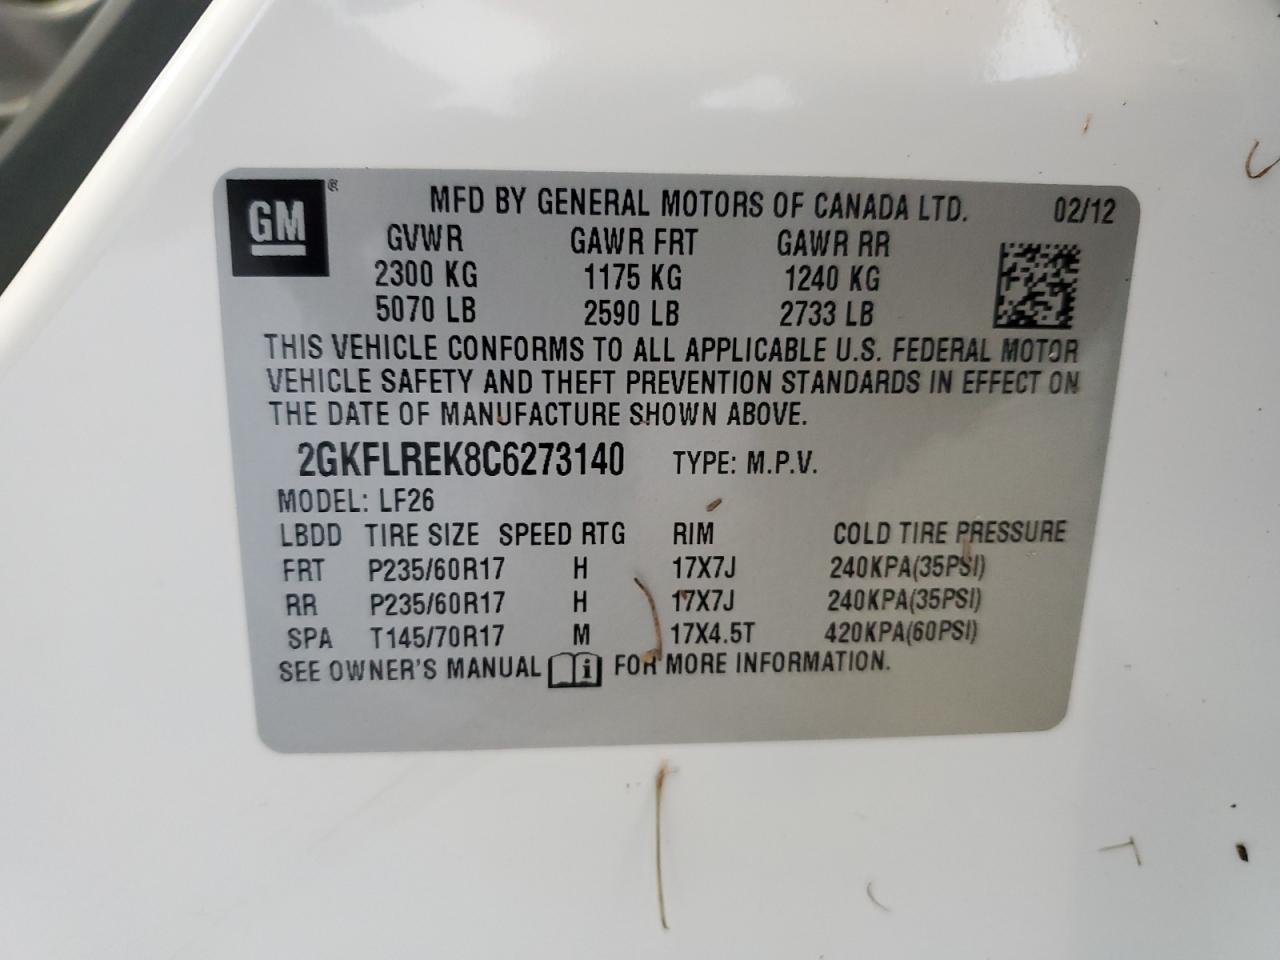 GM ® MFD BY GENERAL MOTORS OF CANADA LTD. 02/12
GVWR GAWR FRT GAWR RR
2300 KG 1175 KG 1240 KG
5070 LB 2590 LB 2733 LB
THIS VEHICLE CONFORMS TO ALL APPLICABLE U.S. FEDERAL MOTOR
VEHICLE SAFETY AND THEFT PREVENTION STANDARDS IN EFFECT ON
THE DATE OF MANUFACTURE SHOWN ABOVE.
2GKFLREK8C6273140 TYPE: M.P.V.
MODEL: LF26
LBDD TIRE SIZE SPEED RTG RIM COLD TIRE PRESSURE
FRT P235/60R17 H 17X7J 240KPA(35PSI)
RR P235/60R17 H 17X7J 240KPA(35PSI)
SPA T145/70R17 M 17X4.5T 420KPA(60PSI)
SEE OWNER'S MANUAL i FOR MORE INFORMATION.